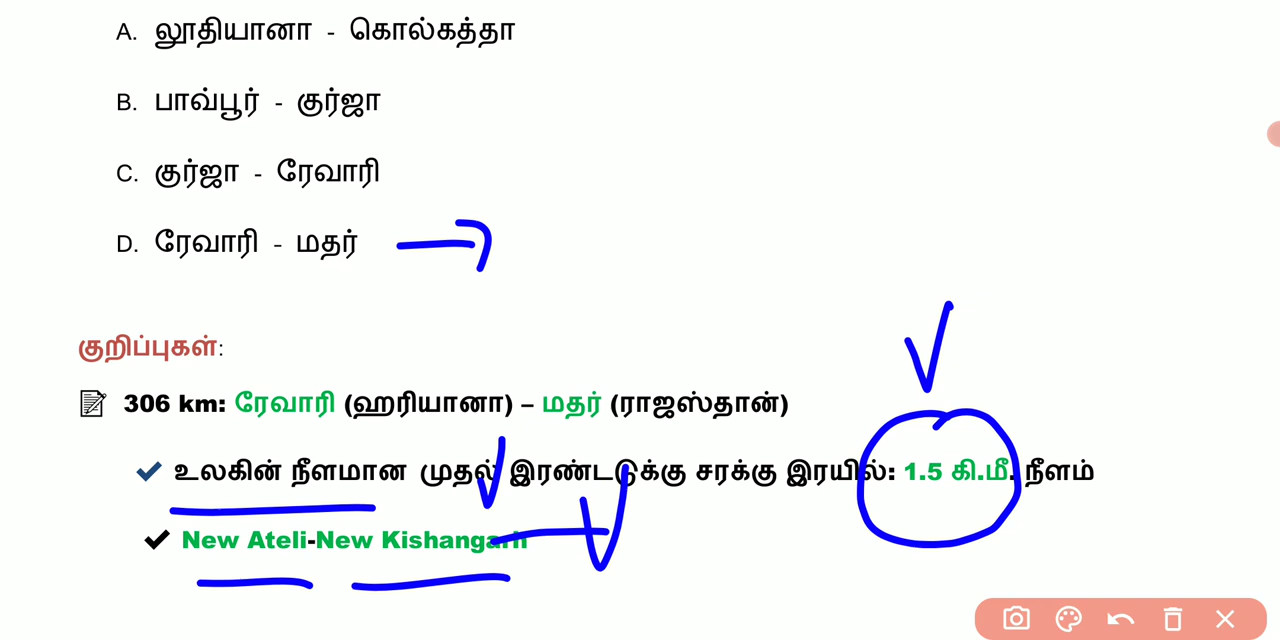 A. லூதியானா - கொல்கத்தா
B. பாவ்பூர் - குர்ஜா
C. குர்ஜா - ரேவாரி
D. ரேவாரி - மதர்
குறிப்புகள்:
306 km: ரேவாரி (ஹரியானா) – மதர் (ராஜஸ்தான்)
உலகின் நீளமான முதல் இரண்டடுக்கு சரக்கு இரயில்: 1.5 கி.மீ. நீளம்
New Ateli-New Kishangarh